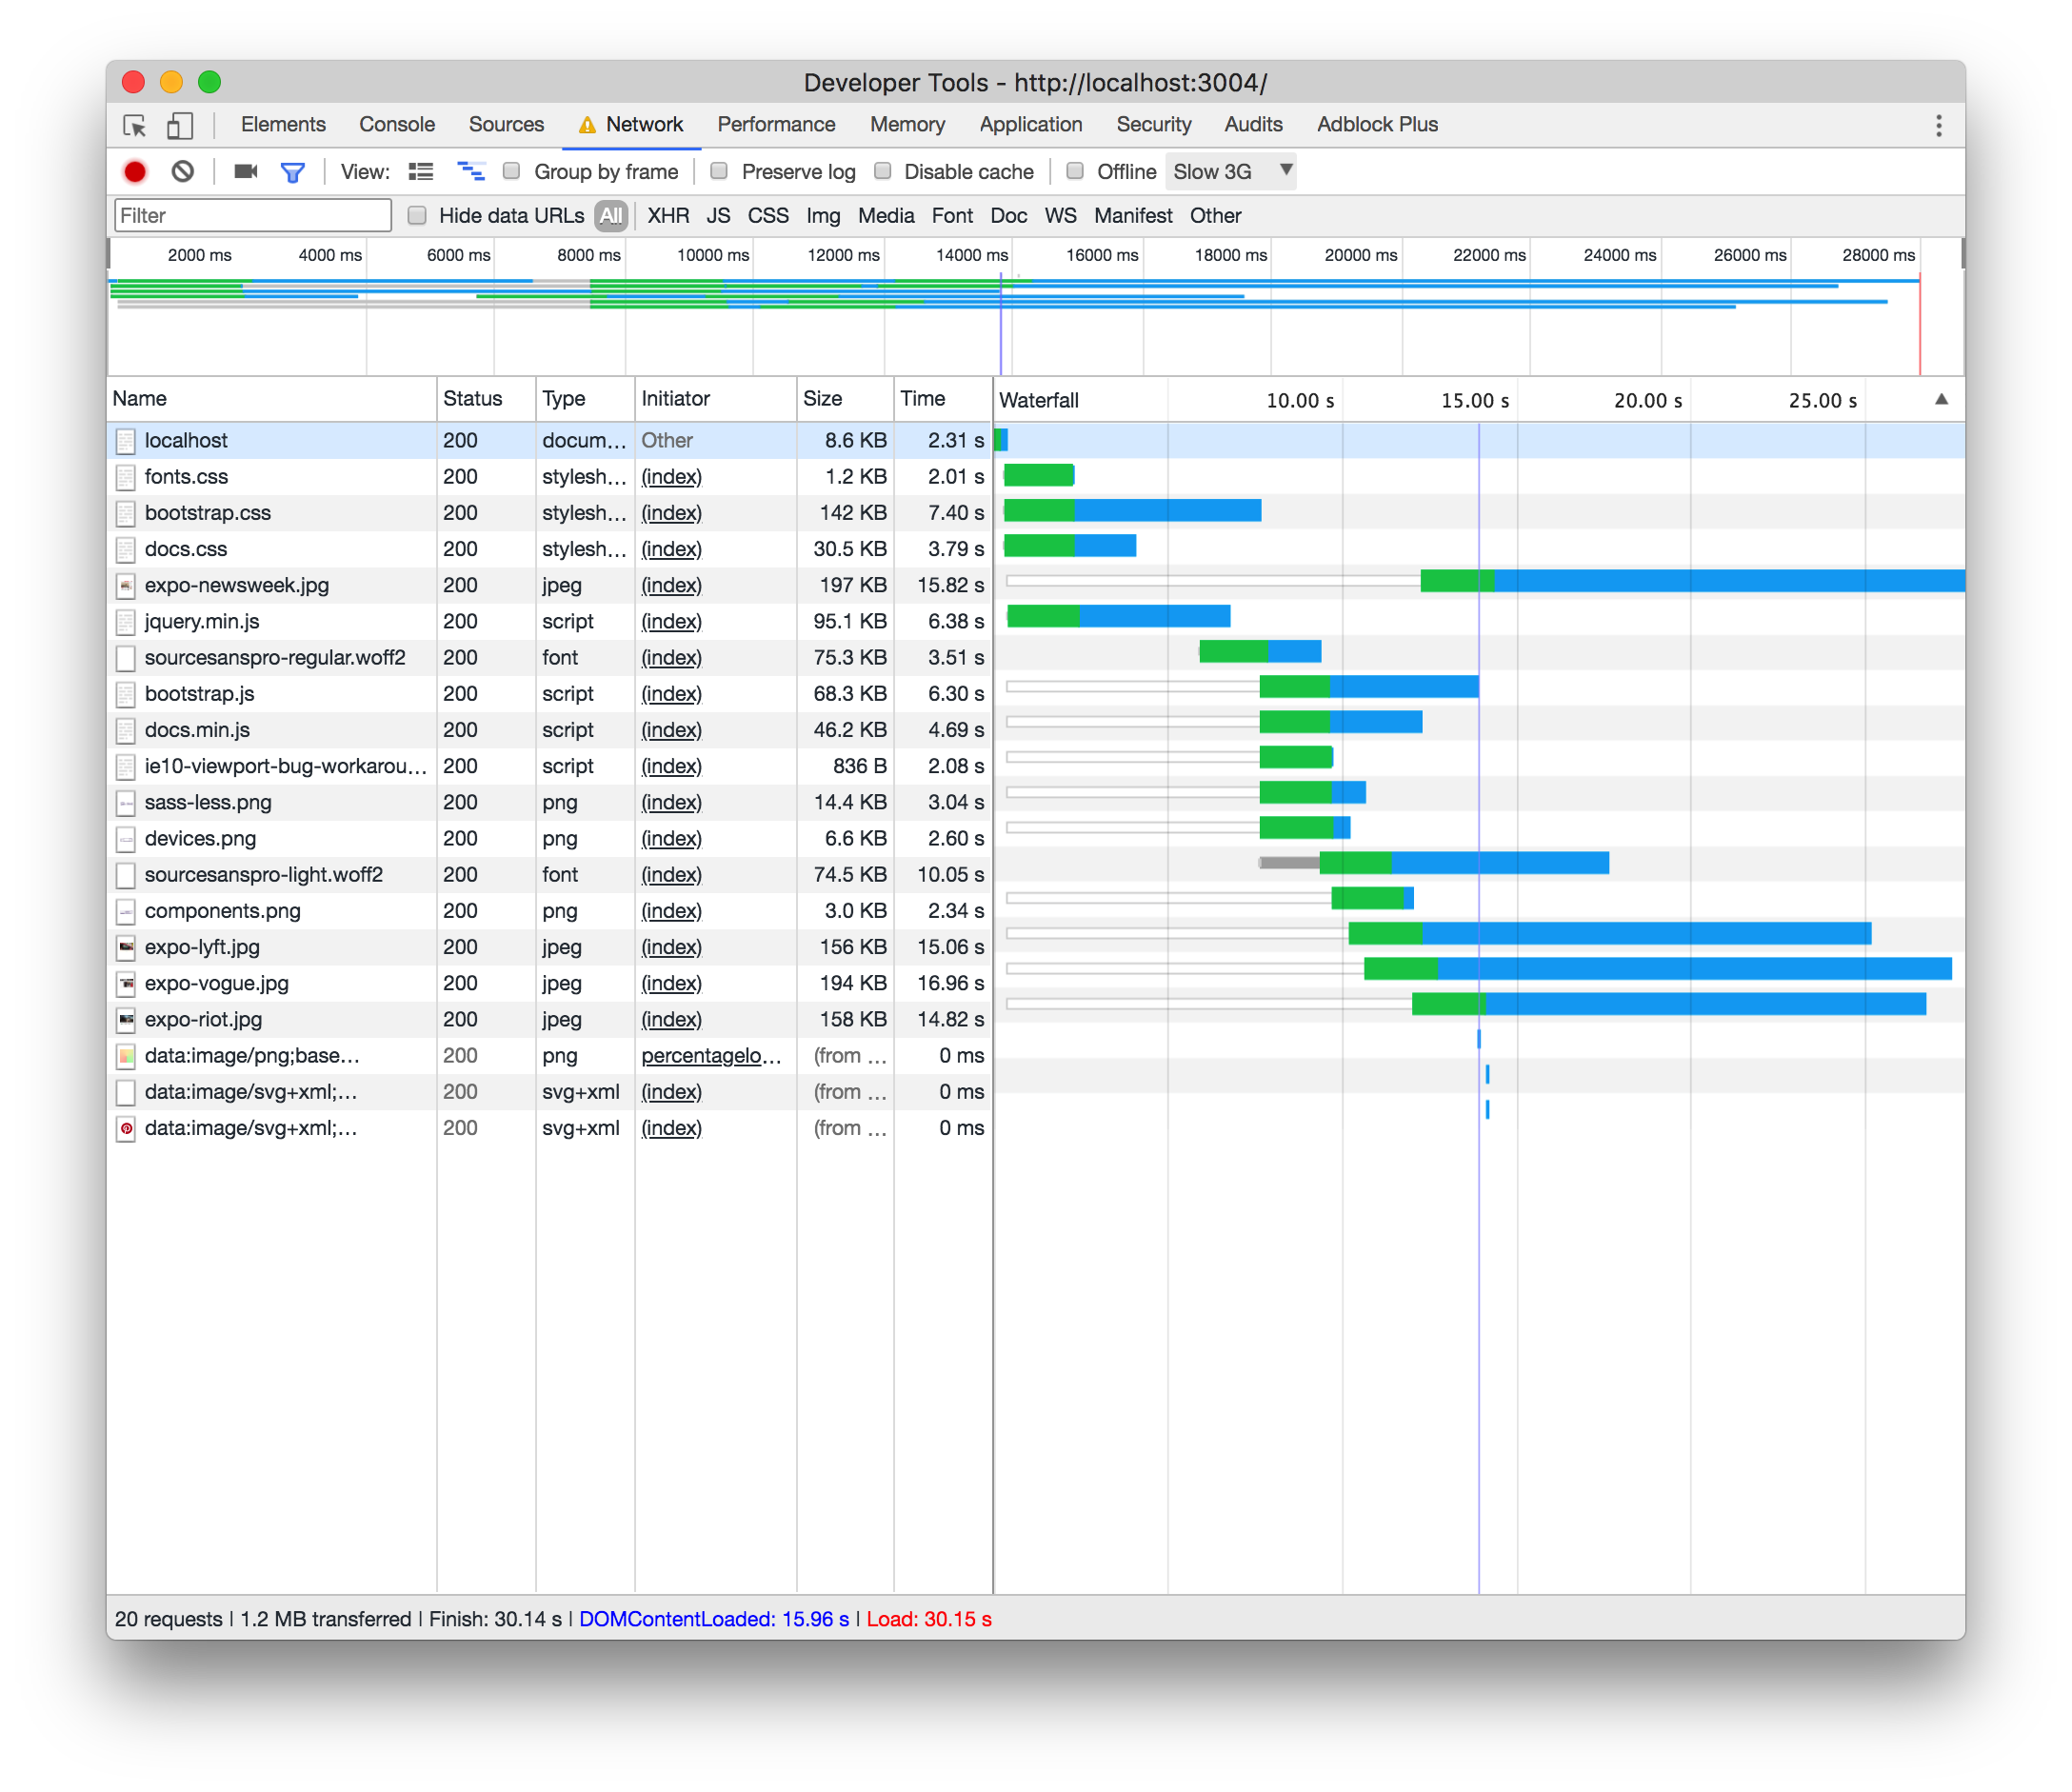 Developer Tools - http://localhost:3004/
Elements Console Sources Network Performance Memory Application Security Audits Adblock Plus
View: Group by frame Preserve log Disable cache Offline Slow 3G
Filter Hide data URLs All XHR JS CSS Img Media Font Doc WS Manifest Other
2000 ms 4000 ms 6000 ms 8000 ms 10000 ms 12000 ms 14000 ms 16000 ms 18000 ms 20000 ms 22000 ms 24000 ms 26000 ms 28000 ms
Name Status Type Initiator Size Time Waterfall 10.00 s 15.00 s 20.00 s 25.00 s
localhost 200 docum... Other 8.6 KB 2.31 s
fonts.css 200 stylesh... (index) 1.2 KB 2.01 s
bootstrap.css 200 stylesh... (index) 142 KB 7.40 s
docs.css 200 stylesh... (index) 30.5 KB 3.79 s
expo-newsweek.jpg 200 jpeg (index) 197 KB 15.82 s
jquery.min.js 200 script (index) 95.1 KB 6.38 s
sourcesanspro-regular.woff2 200 font (index) 75.3 KB 3.51 s
bootstrap.js 200 script (index) 68.3 KB 6.30 s
docs.min.js 200 script (index) 46.2 KB 4.69 s
ie10-viewport-bug-workarou... 200 script (index) 836 B 2.08 s
sass-less.png 200 png (index) 14.4 KB 3.04 s
devices.png 200 png (index) 6.6 KB 2.60 s
sourcesanspro-light.woff2 200 font (index) 74.5 KB 10.05 s
components.png 200 png (index) 3.0 KB 2.34 s
expo-lyft.jpg 200 jpeg (index) 156 KB 15.06 s
expo-vogue.jpg 200 jpeg (index) 194 KB 16.96 s
expo-riot.jpg 200 jpeg (index) 158 KB 14.82 s
data:image/png;base... 200 png percentagelo... (from ... 0 ms
data:image/svg+xml;... 200 svg+xml (index) (from ... 0 ms
data:image/svg+xml;... 200 svg+xml (index) (from ... 0 ms
20 requests | 1.2 MB transferred | Finish: 30.14 s | DOMContentLoaded: 15.96 s | Load: 30.15 s